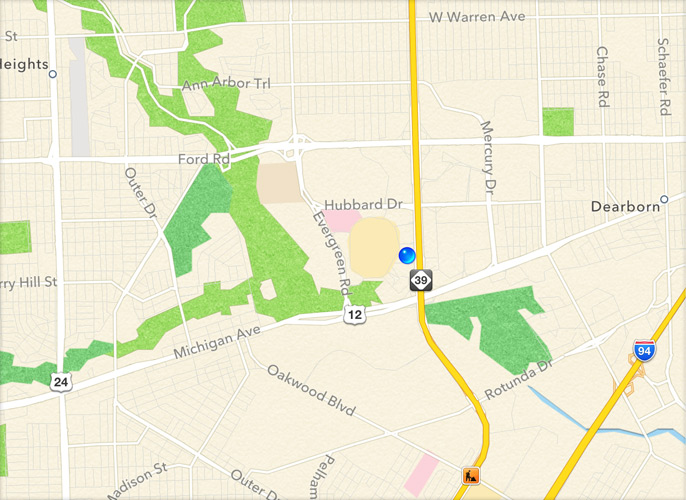 W Warren Ave
St
Heights
Ann Arbor Trl
Chase Rd
Schaefer Rd
Ford Rd
Mercury Dr
Outer Dr
Hubbard Dr
Dearborn
Evergreen Rd
rry Hill St
39
12
Michigan Ave
94
24
Oakwood Blvd
Rotunda Dr
Madison St
Outer Dr
Pelham